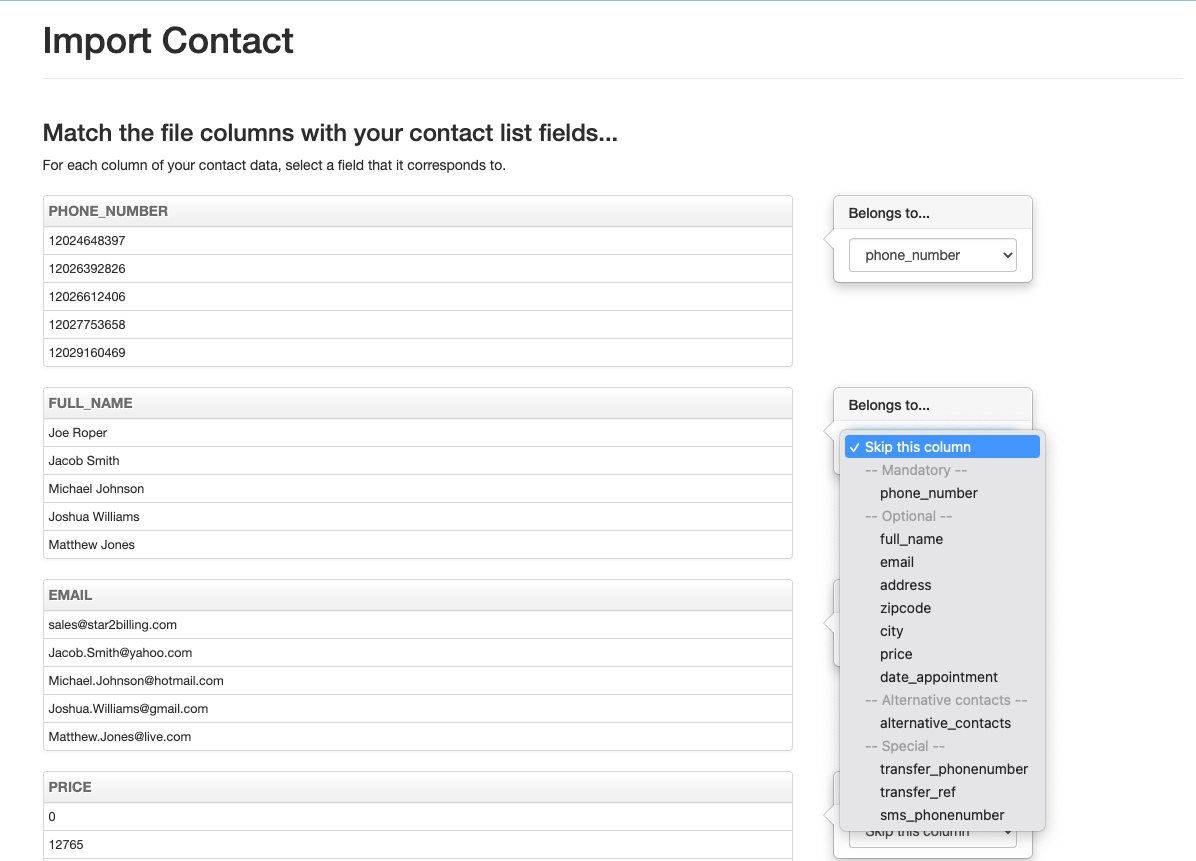 Import Contact
Match the file columns with your contact list fields...
For each column of your contact data, select a field that it corresponds to.
PHONE_NUMBER
12024648397
12026392826
12026612406
12027753658
12029160469
Belongs to...
phone_number
FULL_NAME
Joe Roper
Jacob Smith
Michael Johnson
Joshua Williams
Matthew Jones
Belongs to...
✓ Skip this column
-- Mandatory --
phone_number
-- Optional --
full_name
email
address
zipcode
city
price
date_appointment
-- Alternative contacts --
alternative_contacts
-- Special --
transfer_phonenumber
transfer_ref
sms_phonenumber
EMAIL
sales@star2billing.com
Jacob.Smith@yahoo.com
Michael.Johnson@hotmail.com
Joshua.Williams@gmail.com
Matthew.Jones@live.com
PRICE
0
12765
Skip this column